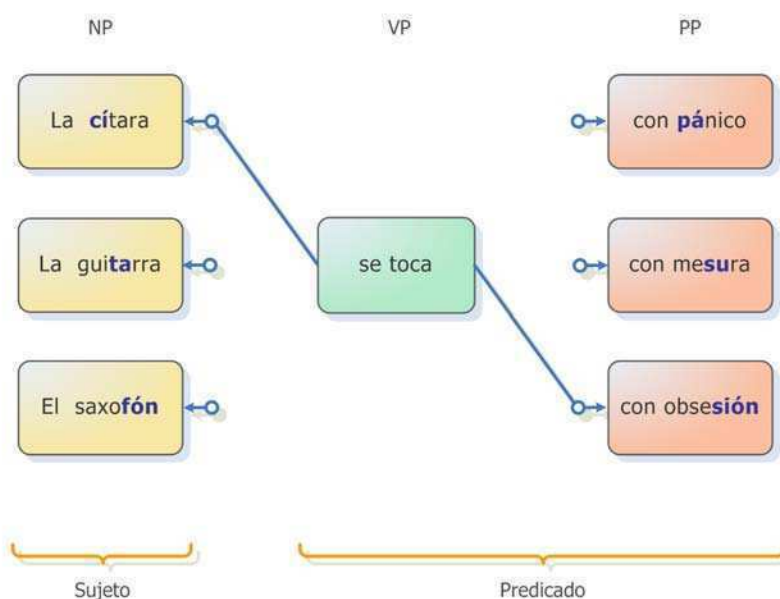 NP VP PP
La cítara con pánico
La guitarra se toca con mesura
El saxofón con obsesión
Sujeto Predicado